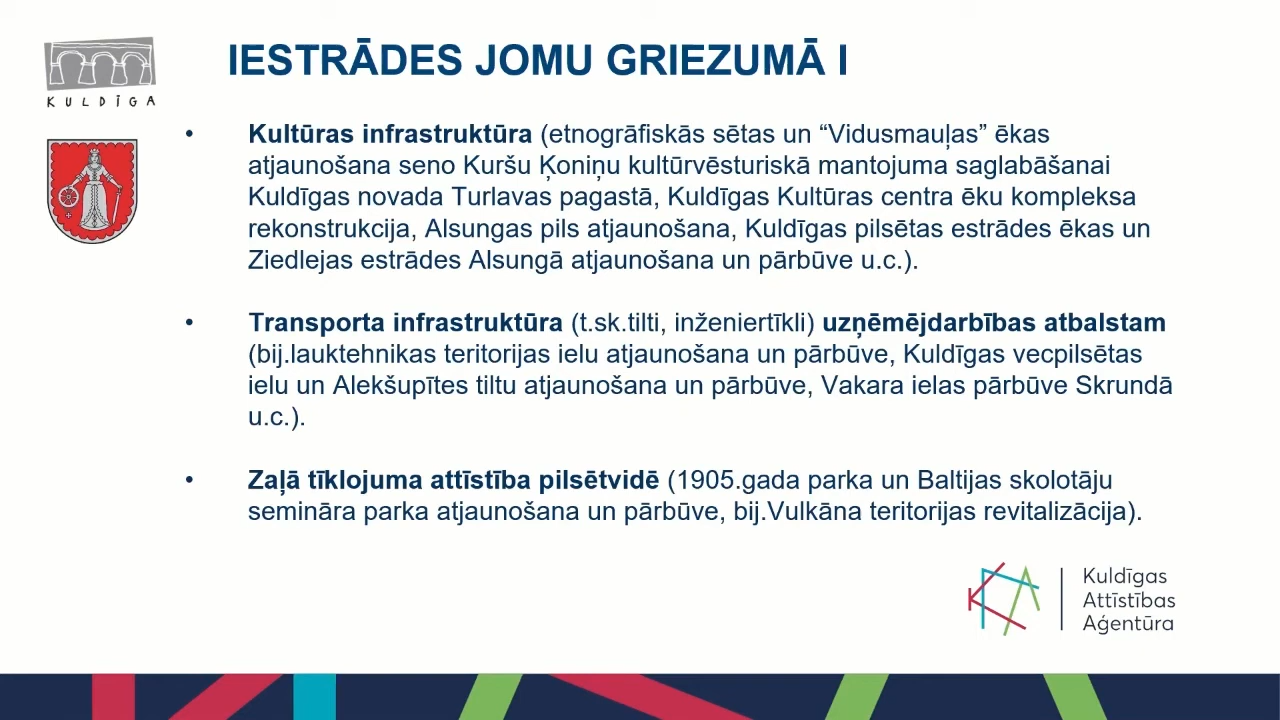 IESTRĀDES JOMU GRIEZUMĀ I
KULDĪGA
• Kultūras infrastruktūra (etnogrāfiskās sētas un “Vidusmauļas” ēkas
atjaunošana seno Kuršu Ķoniņu kultūrvēsturiskā mantojuma saglabāšanai
Kuldīgas novada Turlavas pagastā, Kuldīgas Kultūras centra ēku kompleksa
rekonstrukcija, Alsungas pils atjaunošana, Kuldīgas pilsētas estrādes ēkas un
Ziedlejas estrādes Alsungā atjaunošana un pārbūve u.c.).
• Transporta infrastruktūra (t.sk.tilti, inženiertīkli) uzņēmējdarbības atbalstam
(bij.lauktehnikas teritorijas ielu atjaunošana un pārbūve, Kuldīgas vecpilsētas
ielu un Alekšupītes tiltu atjaunošana un pārbūve, Vakara ielas pārbūve Skrundā
u.c.).
• Zaļā tīklojuma attīstība pilsētvidē (1905.gada parka un Baltijas skolotāju
semināra parka atjaunošana un pārbūve, bij.Vulkāna teritorijas revitalizācija).
Kuldīgas
Attīstības
Aģentūra